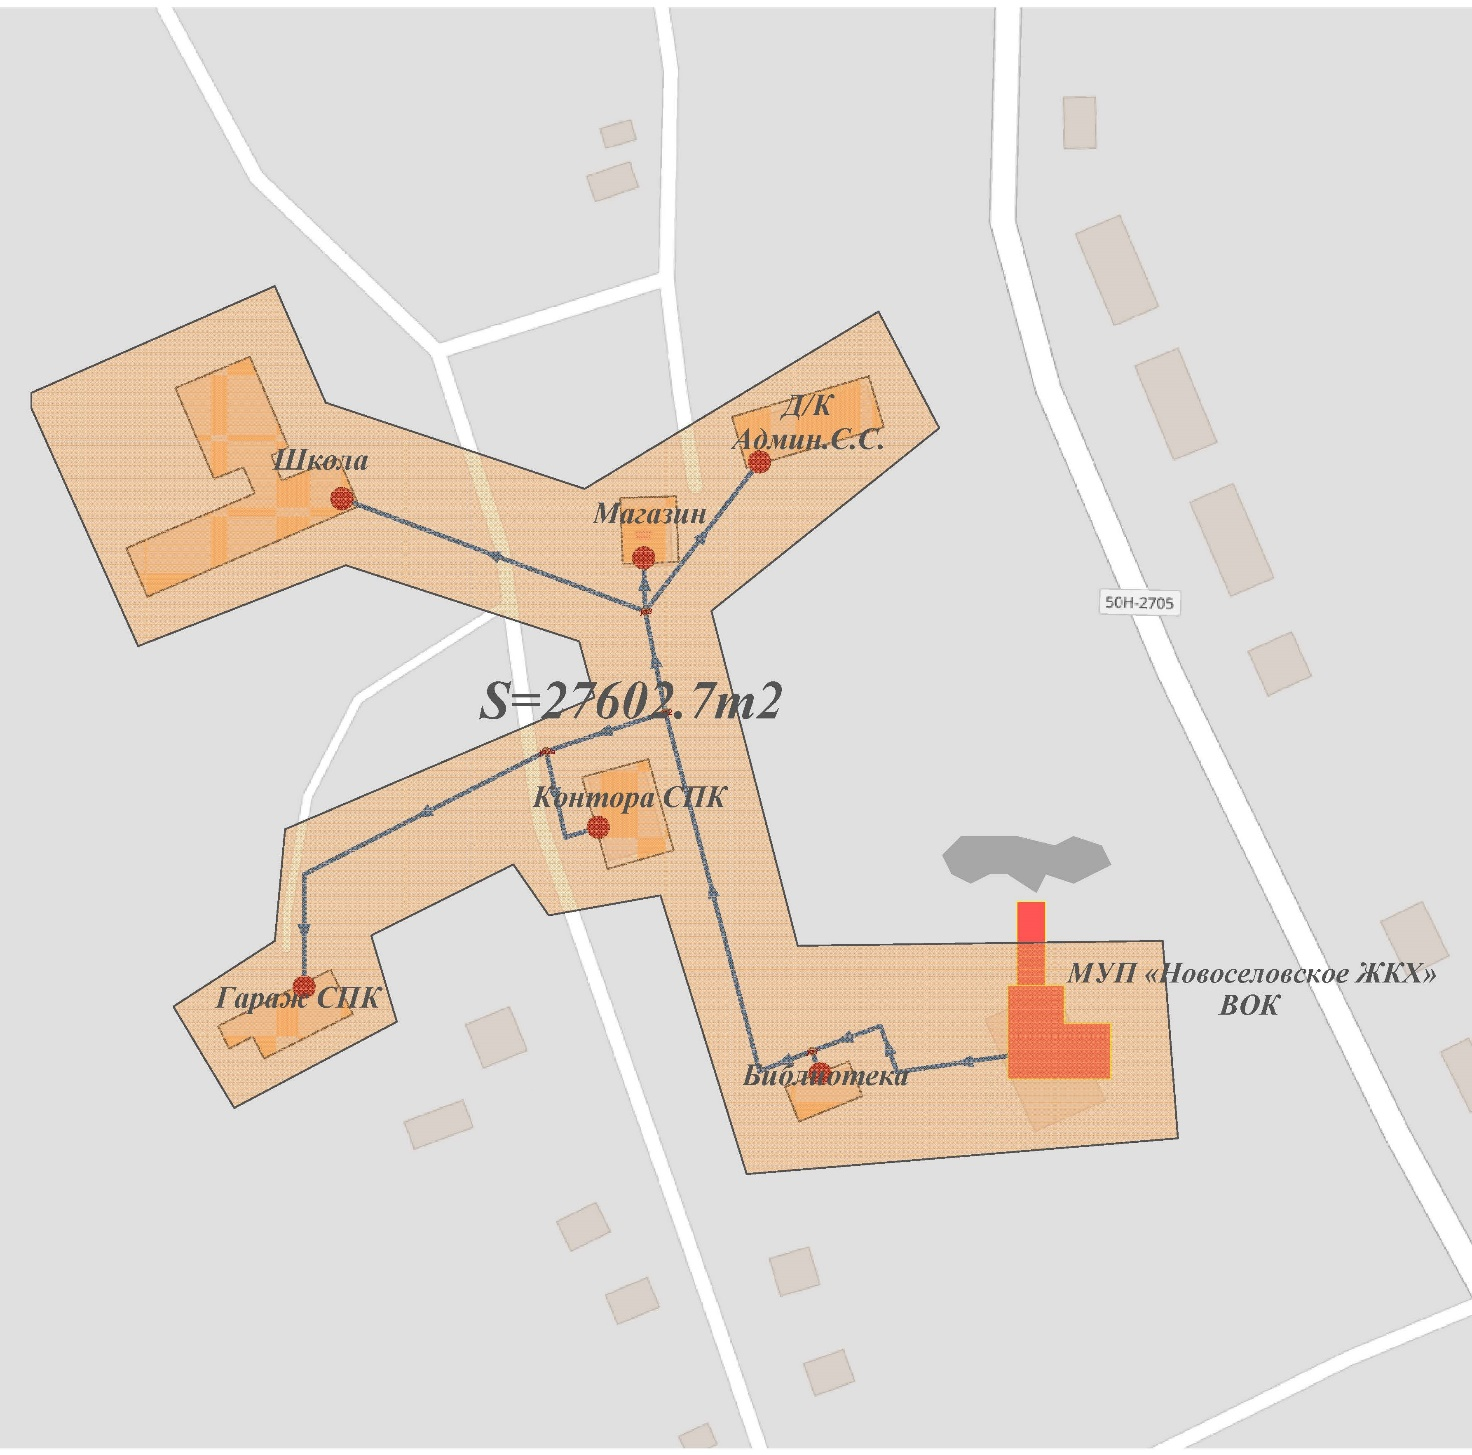 Д/К
Админ.С.С.
Школа
Магазин
50Н-2705
S=27602.7m2
Контора СПК
МУП «Новоселовское ЖКХ»
ВОК
Гараж СПК
Библиотека